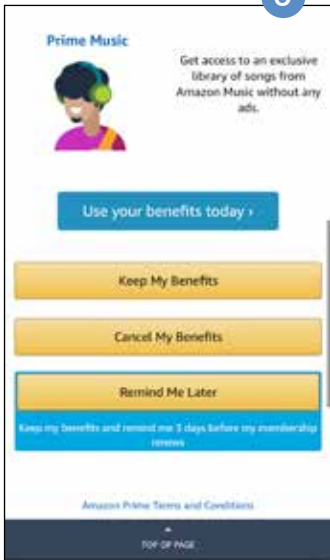 Prime Music
Get access to an exclusive
library of songs from
Amazon Music without any
ads.
Use your benefits today ›
Keep My Benefits
Cancel My Benefits
Remind Me Later
Keep my benefits and remind me 3 days before my membership
renews
Amazon Prime Terms and Conditions
TOP OF PAGE